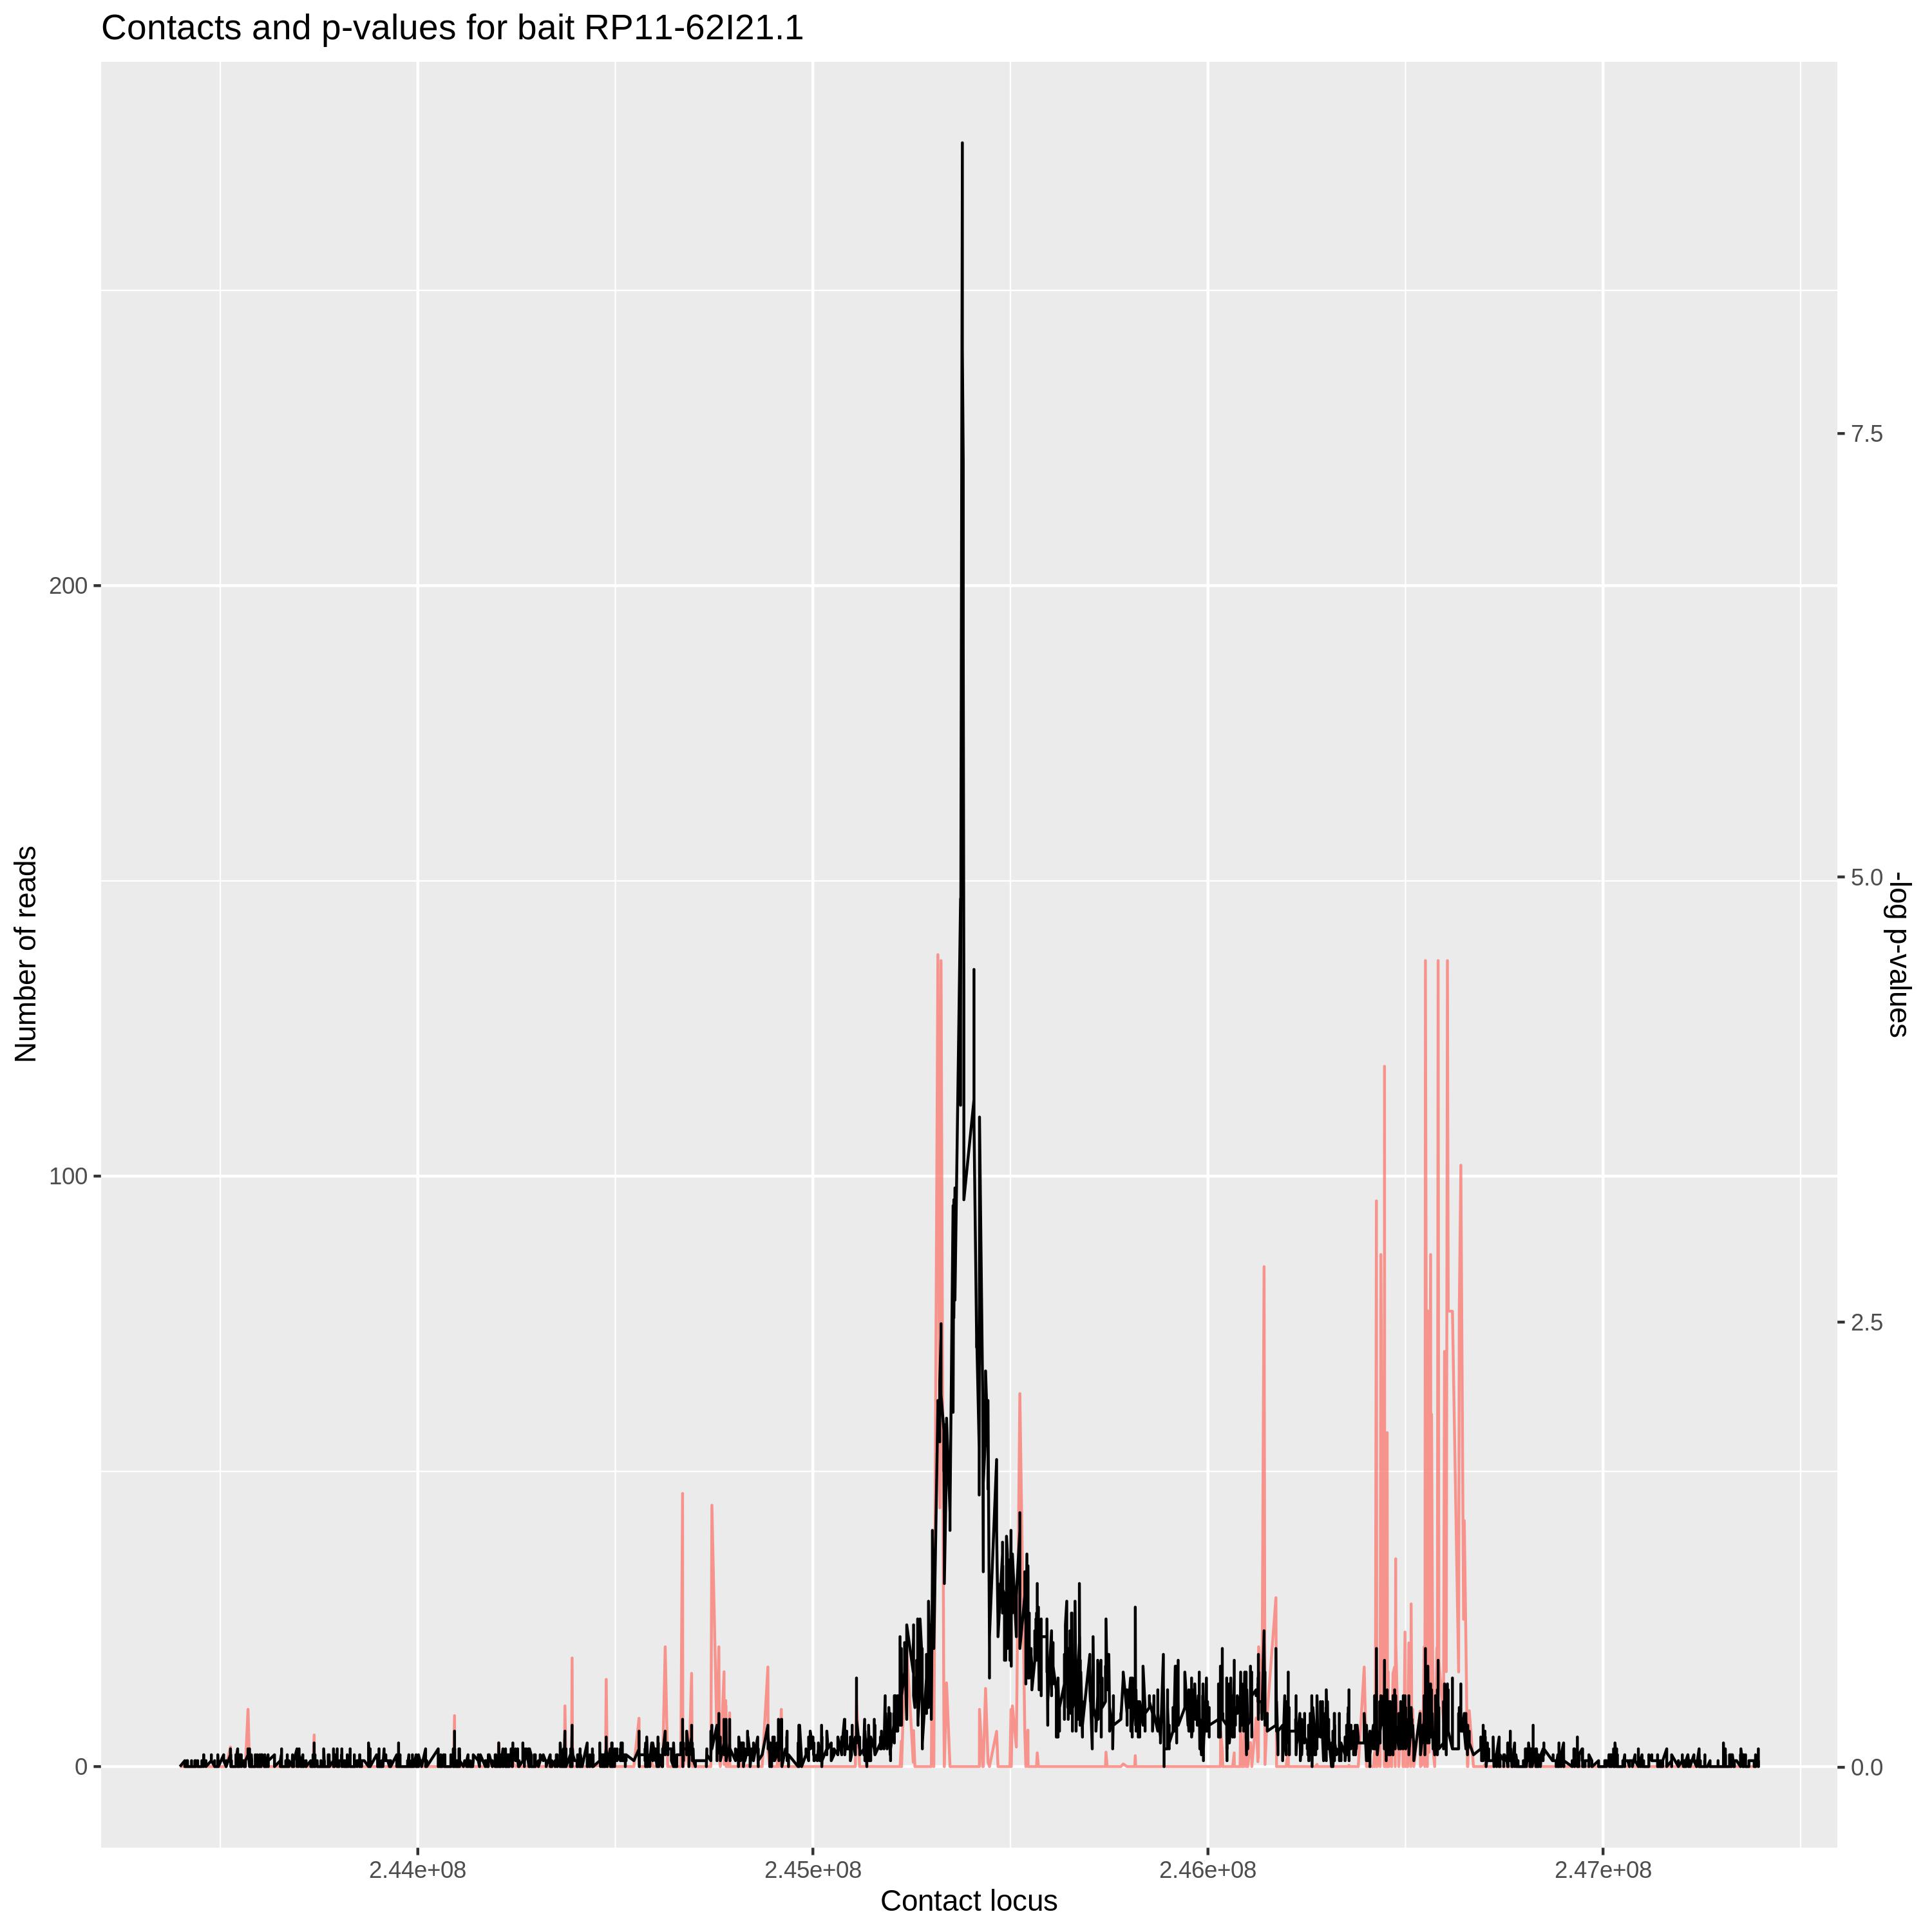 Contacts and p-values for bait RP11-62I21.1
Number of reads
200
100
0
7.5
5.0
2.5
0.0
-log p-values
2.44e+08 2.45e+08 2.46e+08 2.47e+08
Contact locus